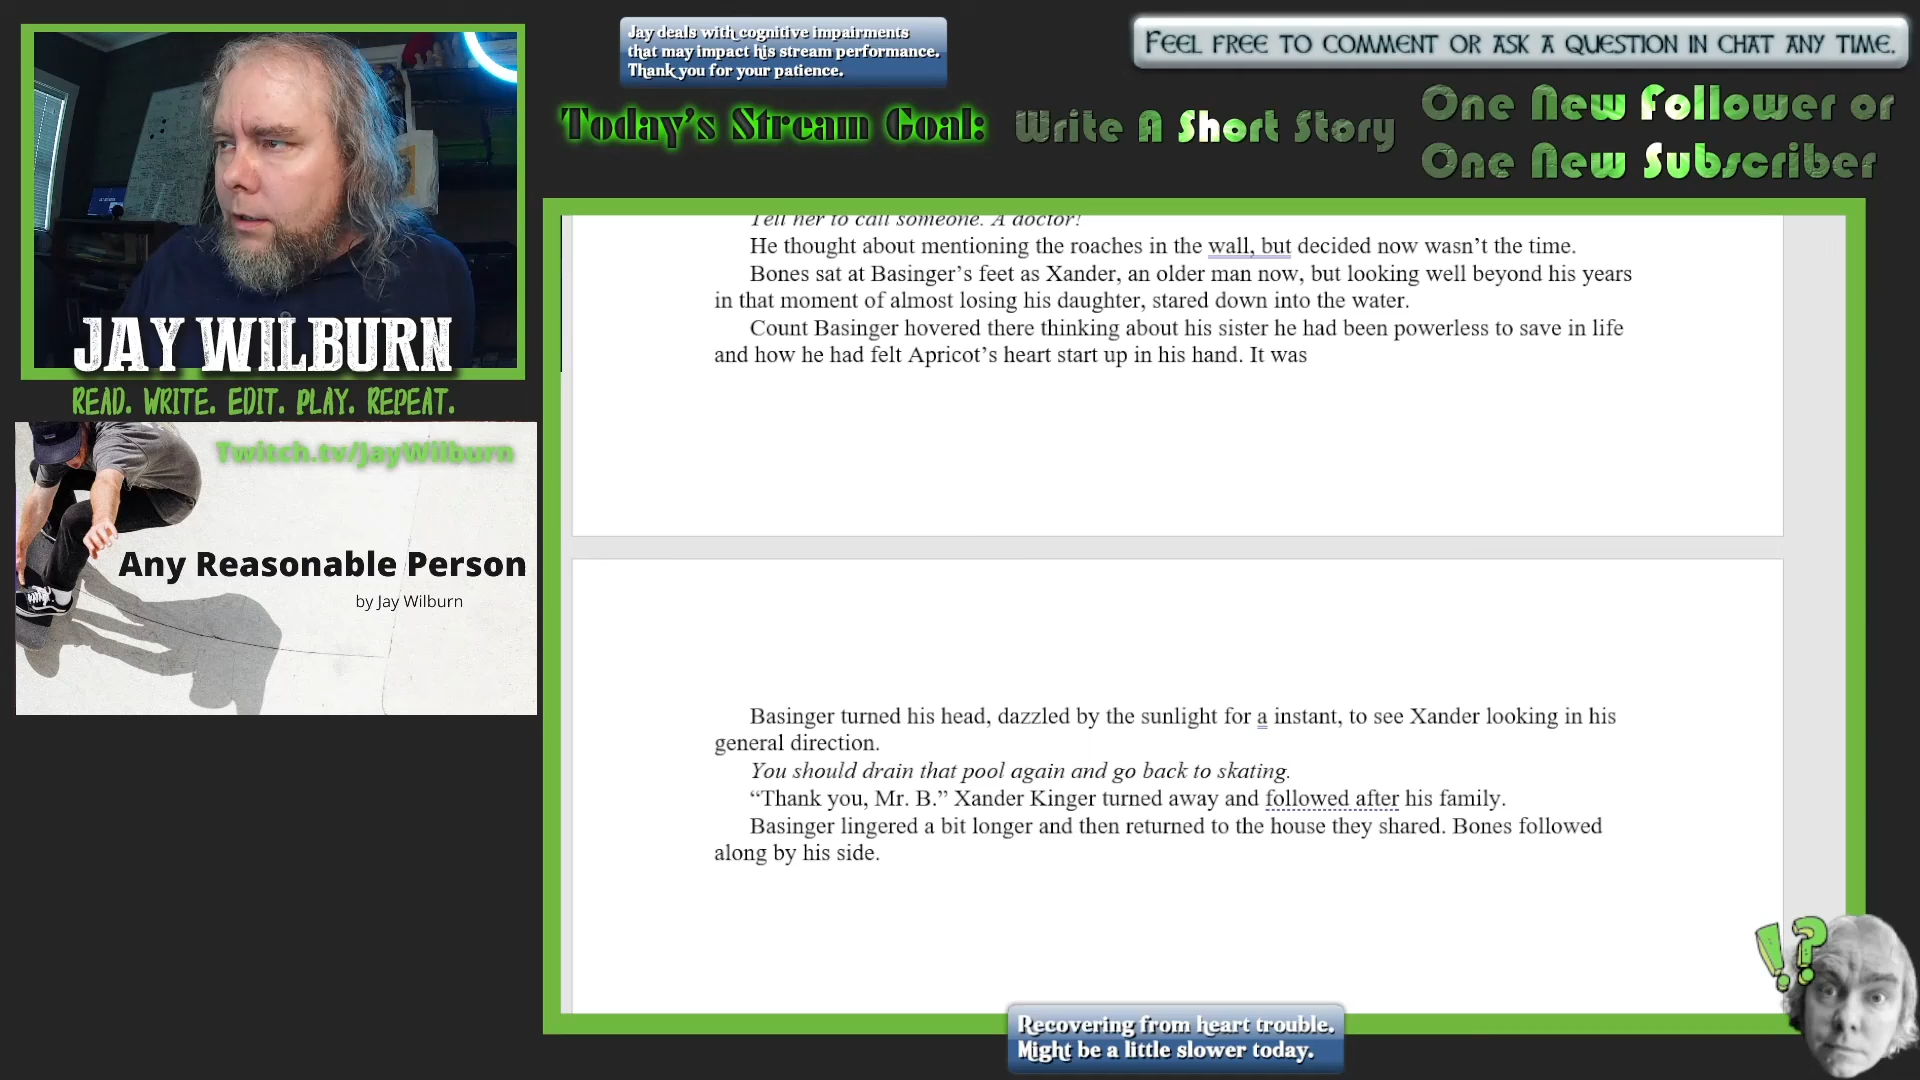 Jay deals with cognitive impairments
that may impact his stream performance.
Thank you for your patience.
FEEL FREE TO COMMENT OR ASK A QUESTION IN CHAT ANY TIME.
Today's Stream Goal:
Write A Short Story
One New Follower or
One New Subscriber
JAY WILBURN
READ. WRITE. EDIT. PLAY. REPEAT.
Twitch.tv/JayWilburn
Any Reasonable Person
by Jay Wilburn
Tell her to call someone. A doctor!
He thought about mentioning the roaches in the wall, but decided now wasn’t the time.
Bones sat at Basinger’s feet as Xander, an older man now, but looking well beyond his years
in that moment of almost losing his daughter, stared down into the water.
Count Basinger hovered there thinking about his sister he had been powerless to save in life
and how he had felt Apricot’s heart start up in his hand. It was
Basinger turned his head, dazzled by the sunlight for a instant, to see Xander looking in his
general direction.
You should drain that pool again and go back to skating.
“Thank you, Mr. B.” Xander Kinger turned away and followed after his family.
Basinger lingered a bit longer and then returned to the house they shared. Bones followed
along by his side.
!?
Recovering from heart trouble.
Might be a little slower today.